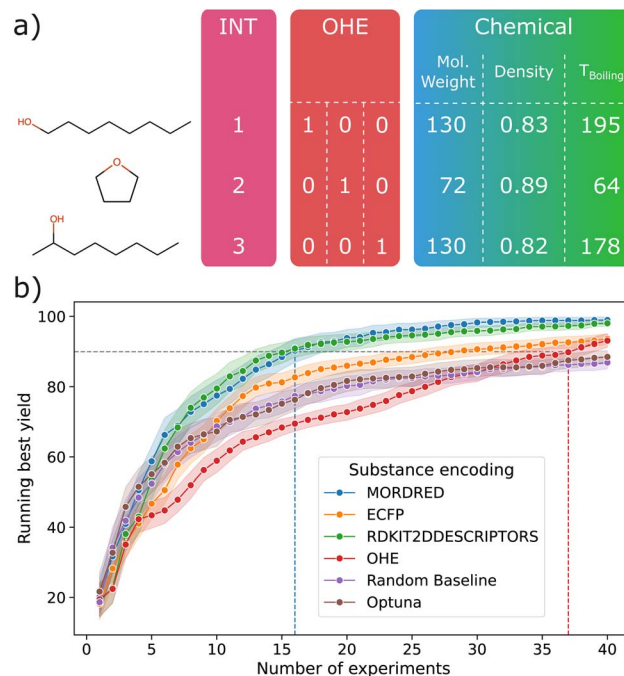 a)
INT
OHE
Chemical
Mol. Weight
Density
TBoiling
HO
1
1 0 0
130 0.83 195
O
2
0 1 0
72 0.89 64
OH
3
0 0 1
130 0.82 178
b)
100
80
60
40
20
Running best yield
Substance encoding
MORDRED
ECFP
RDKIT2DDESCRIPTORS
OHE
Random Baseline
Optuna
0 5 10 15 20 25 30 35 40
Number of experiments